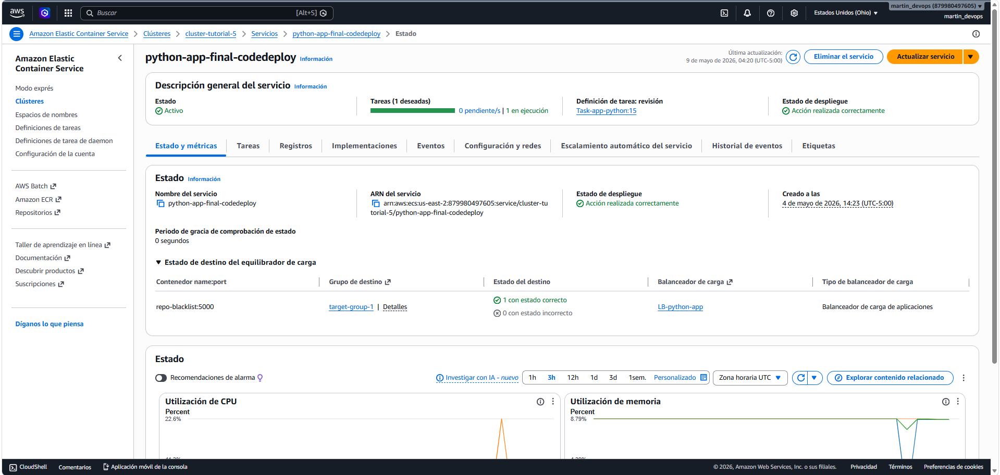 aws
Buscar [Alt+S]
Estados Unidos (Ohio)
martin_devops (879980497605)
martin_devops
Amazon Elastic Container Service > Clústeres > cluster-tutorial-5 > Servicios > python-app-final-codedeploy > Estado
Amazon Elastic
Container Service
Modo exprés
Clústeres
Espacios de nombres
Definiciones de tareas
Definiciones de tarea de daemon
Configuración de la cuenta
AWS Batch
Amazon ECR
Repositorios
Taller de aprendizaje en línea
Documentación
Descubrir productos
Suscripciones
Díganos lo que piensa
python-app-final-codedeploy Información
Última actualización:
9 de mayo de 2026, 04:20 (UTC-5:00)
Eliminar el servicio
Actualizar servicio
Descripción general del servicio Información
Estado
Activo
Tareas (1 deseadas)
0 pendiente/s | 1 en ejecución
Definición de tarea: revisión
Task-app-python:15
Estado de despliegue
Acción realizada correctamente
Estado y métricas
Tareas
Registros
Implementaciones
Eventos
Configuración y redes
Escalamiento automático del servicio
Historial de eventos
Etiquetas
Estado Información
Nombre del servicio
python-app-final-codedeploy
ARN del servicio
arn:aws:ecs:us-east-2:879980497605:service/cluster-tu
torial-5/python-app-final-codedeploy
Estado de despliegue
Acción realizada correctamente
Creado a las
4 de mayo de 2026, 14:23 (UTC-5:00)
Periodo de gracia de comprobación de estado
0 segundos
Estado de destino del equilibrador de carga
Contenedor name:port
Grupo de destino
Estado del destino
Balanceador de carga
Tipo de balanceador de carga
repo-blacklist:5000
target-group-1 | Detalles
1 con estado correcto
0 con estado incorrecto
LB-python-app
Balanceador de carga de aplicaciones
Estado
Recomendaciones de alarma
Investigar con IA - nuevo
1h 3h 12h 1d 3d 1sem. Personalizado
Zona horaria UTC
Explorar contenido relacionado
Utilización de CPU
Percent
22.6%
Utilización de memoria
Percent
8.79%
CloudShell
Comentarios
Aplicación móvil de la consola
© 2026, Amazon Web Services, Inc. o sus filiales.
Privacidad
Términos
Preferencias de cookies